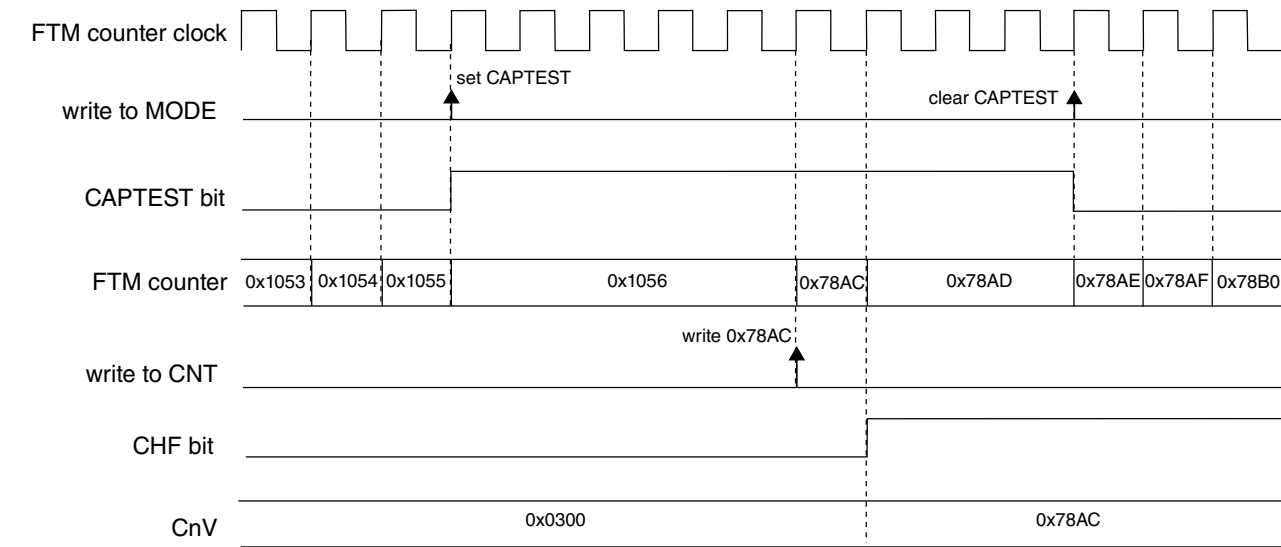 FTM counter clock
set CAPTEST
write to MODE
clear CAPTEST
CAPTEST bit
FTM counter 0x1053 0x1054 0x1055 0x1056 0x78AC 0x78AD 0x78AE 0x78AF 0x78B0
write 0x78AC
write to CNT
CHF bit
CnV 0x0300 0x78AC